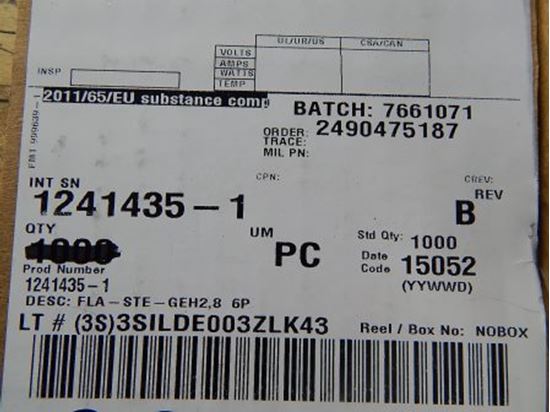 UL/UR/US CSA/CAN
VOLTS
AMPS
WATTS
TEMP
INSP
2011/65/EU substance comp
BATCH: 7661071
ORDER: 2490475187
TRACE:
MIL PN:
CPN:
CREV:
INT SN
1241435-1
REV
B
QTY
1000
UM
PC
Std Qty: 1000
Date Code 15052
(YYWWD)
Prod Number
1241435-1
DESC: FLA-STE-GEH2,8 6P
LT # (3S)3SILDE003ZLK43
Reel / Box No: NOBOX